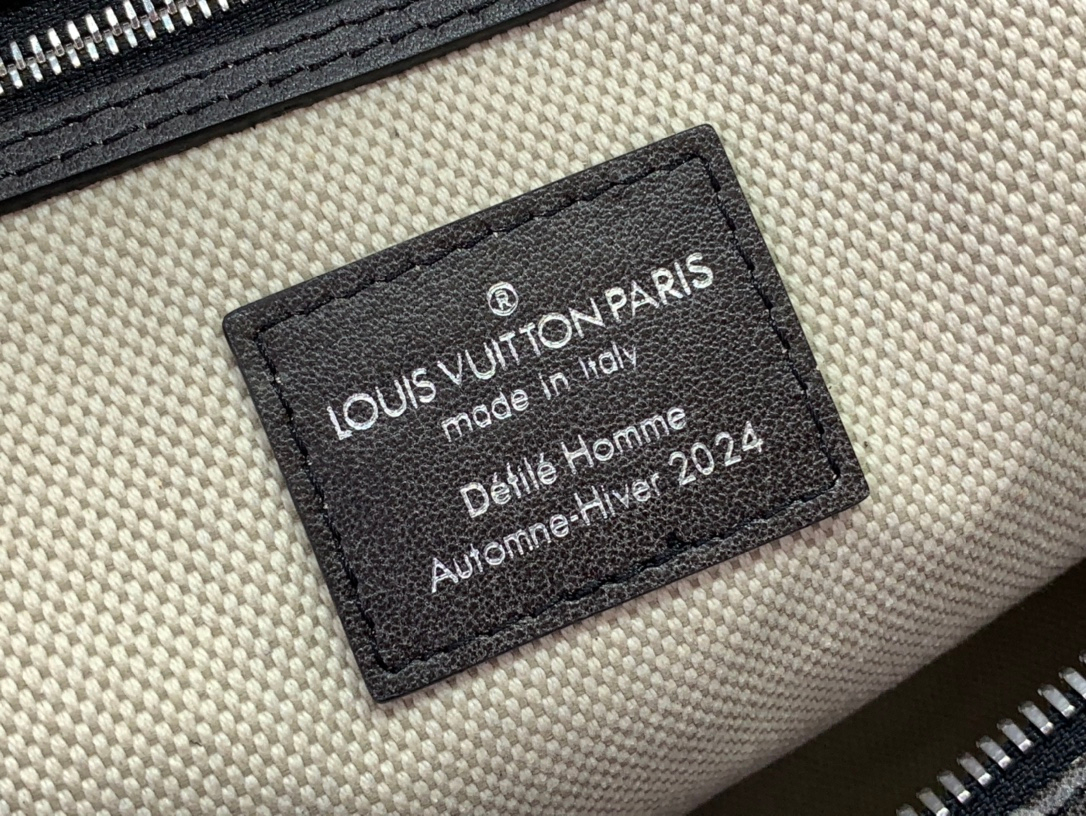 ®
LOUIS VUITTON PARIS
made in Italy
Défilé Homme
Automne-Hiver 2024